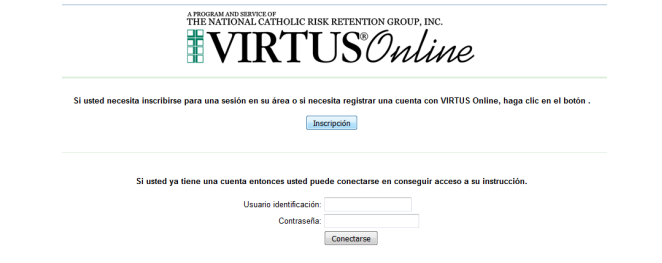 A PROGRAM AND SERVICE OF
THE NATIONAL CATHOLIC RISK RETENTION GROUP, INC.
VIRTUS®Online
Si usted necesita inscribirse para una sesión en su área o si necesita registrar una cuenta con VIRTUS Online, haga clic en el botón .
Inscripción
Si usted ya tiene una cuenta entonces usted puede conectarse en conseguir acceso a su instrucción.
Usuario identificación:
Contraseña:
Conectarse